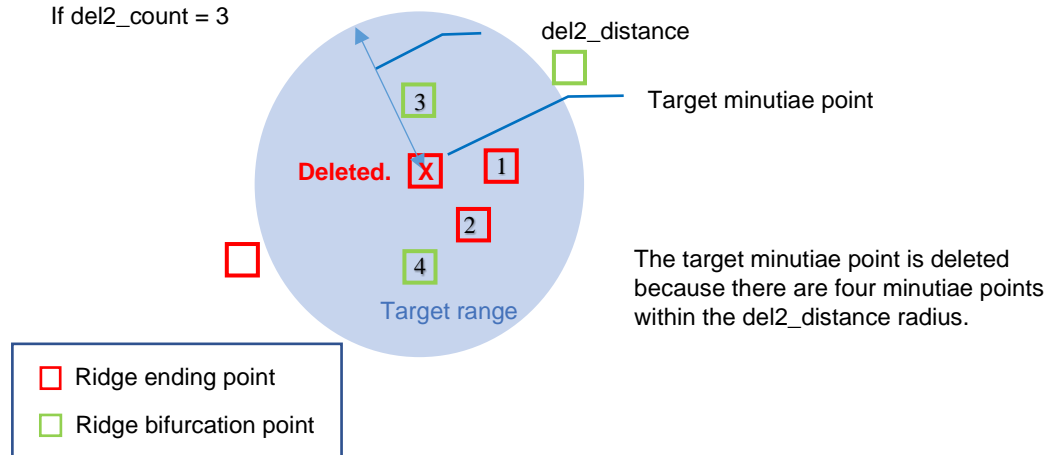 If del2_count = 3
del2_distance
3
Target minutiae point
Deleted.
X
1
2
4
The target minutiae point is deleted
because there are four minutiae points
within the del2_distance radius.
Target range
Ridge ending point
Ridge bifurcation point